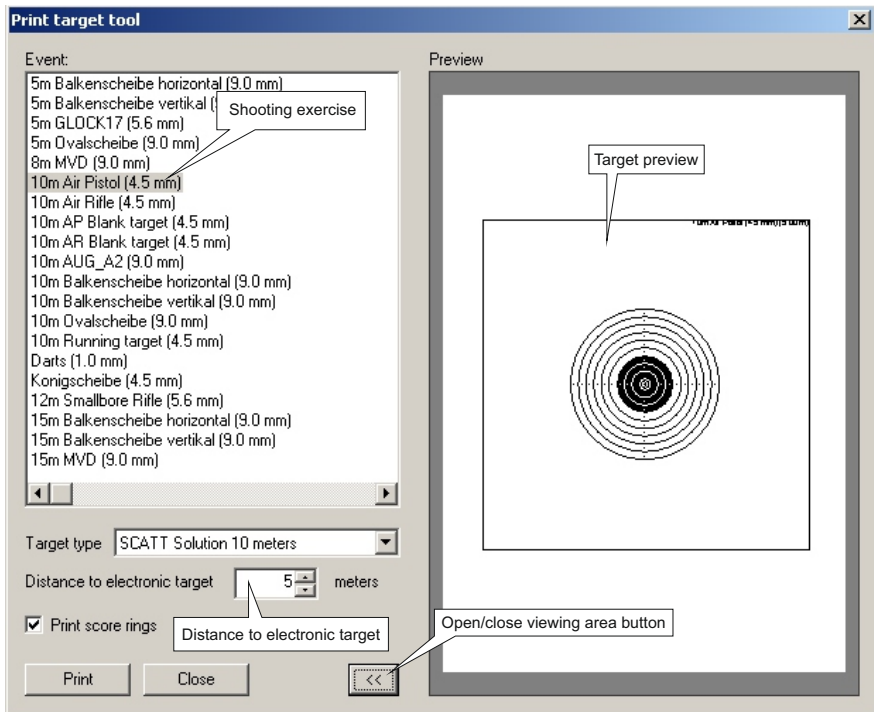 Print target tool
Event:
5m Balkenscheibe horizontal (9.0 mm)
5m Balkenscheibe vertikal (
Shooting exercise
5m GLOCK17 (5.6 mm)
5m Ovalscheibe (9.0 mm)
8m MVD (9.0 mm)
10m Air Pistol (4.5 mm)
10m Air Rifle (4.5 mm)
10m AP Blank target (4.5 mm)
10m AR Blank target (4.5 mm)
10m AUG_A2 (9.0 mm)
10m Balkenscheibe horizontal (9.0 mm)
10m Balkenscheibe vertikal (9.0 mm)
10m Ovalscheibe (9.0 mm)
10m Running target (4.5 mm)
Darts (1.0 mm)
Konigscheibe (4.5 mm)
12m Smallbore Rifle (5.6 mm)
15m Balkenscheibe horizontal (9.0 mm)
15m Balkenscheibe vertikal (9.0 mm)
15m MVD (9.0 mm)
Target type SCATT Solution 10 meters
Distance to electronic target 5 meters
Print score rings
Distance to electronic target
Print
Close
<<
Open/close viewing area button
Preview
Target preview